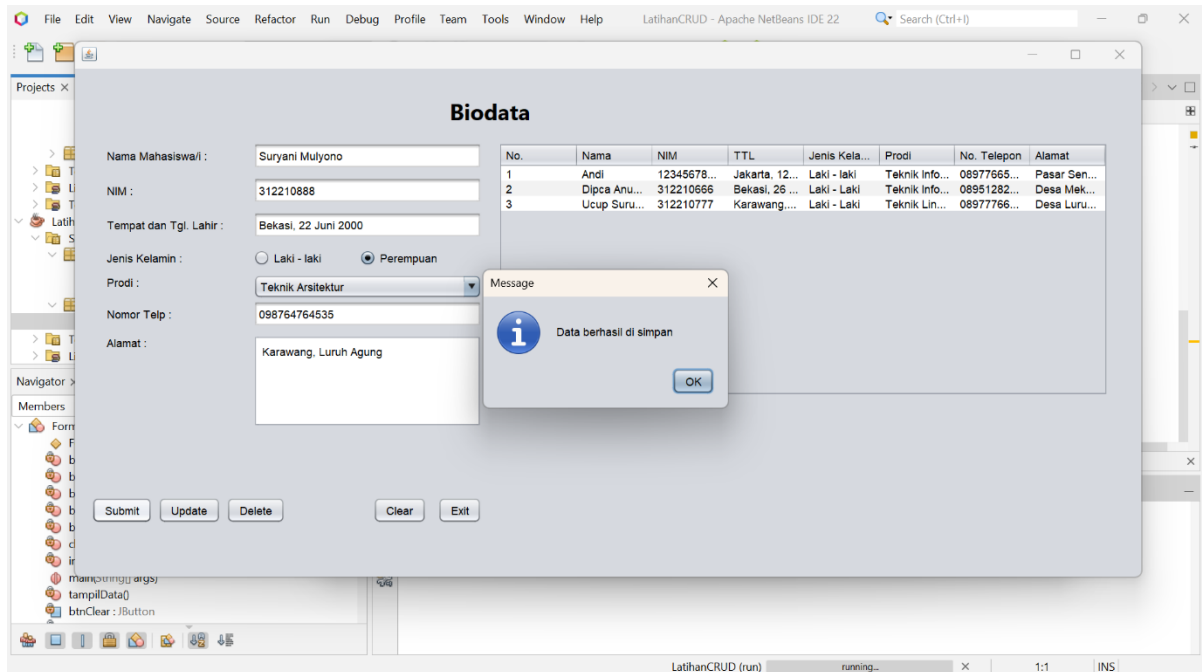 File Edit View Navigate Source Refactor Run Debug Profile Team Tools Window Help LatihanCRUD - Apache NetBeans IDE 22 Search (Ctrl+I)
Projects
Biodata
Nama Mahasiswa/i : Suryani Mulyono
NIM : 312210888
Tempat dan Tgl. Lahir : Bekasi, 22 Juni 2000
Jenis Kelamin : Laki - laki Perempuan
Prodi : Teknik Arsitektur
Nomor Telp : 098764764535
Alamat : Karawang, Luruh Agung
No. Nama NIM TTL Jenis Kela... Prodi No. Telepon Alamat
1 Andi 12345678... Jakarta, 12... Laki - laki Teknik Info... 08977665... Pasar Sen...
2 Dipca Anu... 312210666 Bekasi, 26 ... Laki - Laki Teknik Info... 08951282... Desa Mek...
3 Ucup Suru... 312210777 Karawang,... Laki - Laki Teknik Lin... 08977766... Desa Luru...
Message
Data berhasil di simpan
OK
Submit Update Delete Clear Exit
Latih
Navigator
Members
Form
main(String[] args)
tampilData()
btnClear : JButton
LatihanCRUD (run) running... 1:1 INS